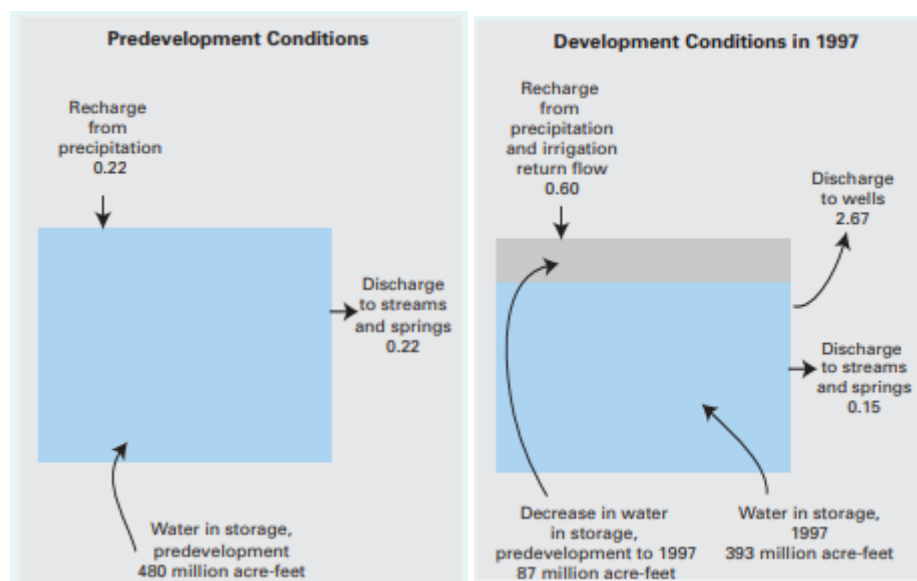 Predevelopment Conditions
Recharge
from
precipitation
0.22
Discharge
to streams
and springs
0.22
Water in storage,
predevelopment
480 million acre-feet
Development Conditions in 1997
Recharge
from
precipitation
and irrigation
return flow
0.60
Discharge
to wells
2.67
Discharge
to streams
and springs
0.15
Decrease in water
in storage,
predevelopment to 1997
87 million acre-feet
Water in storage,
1997
393 million acre-feet